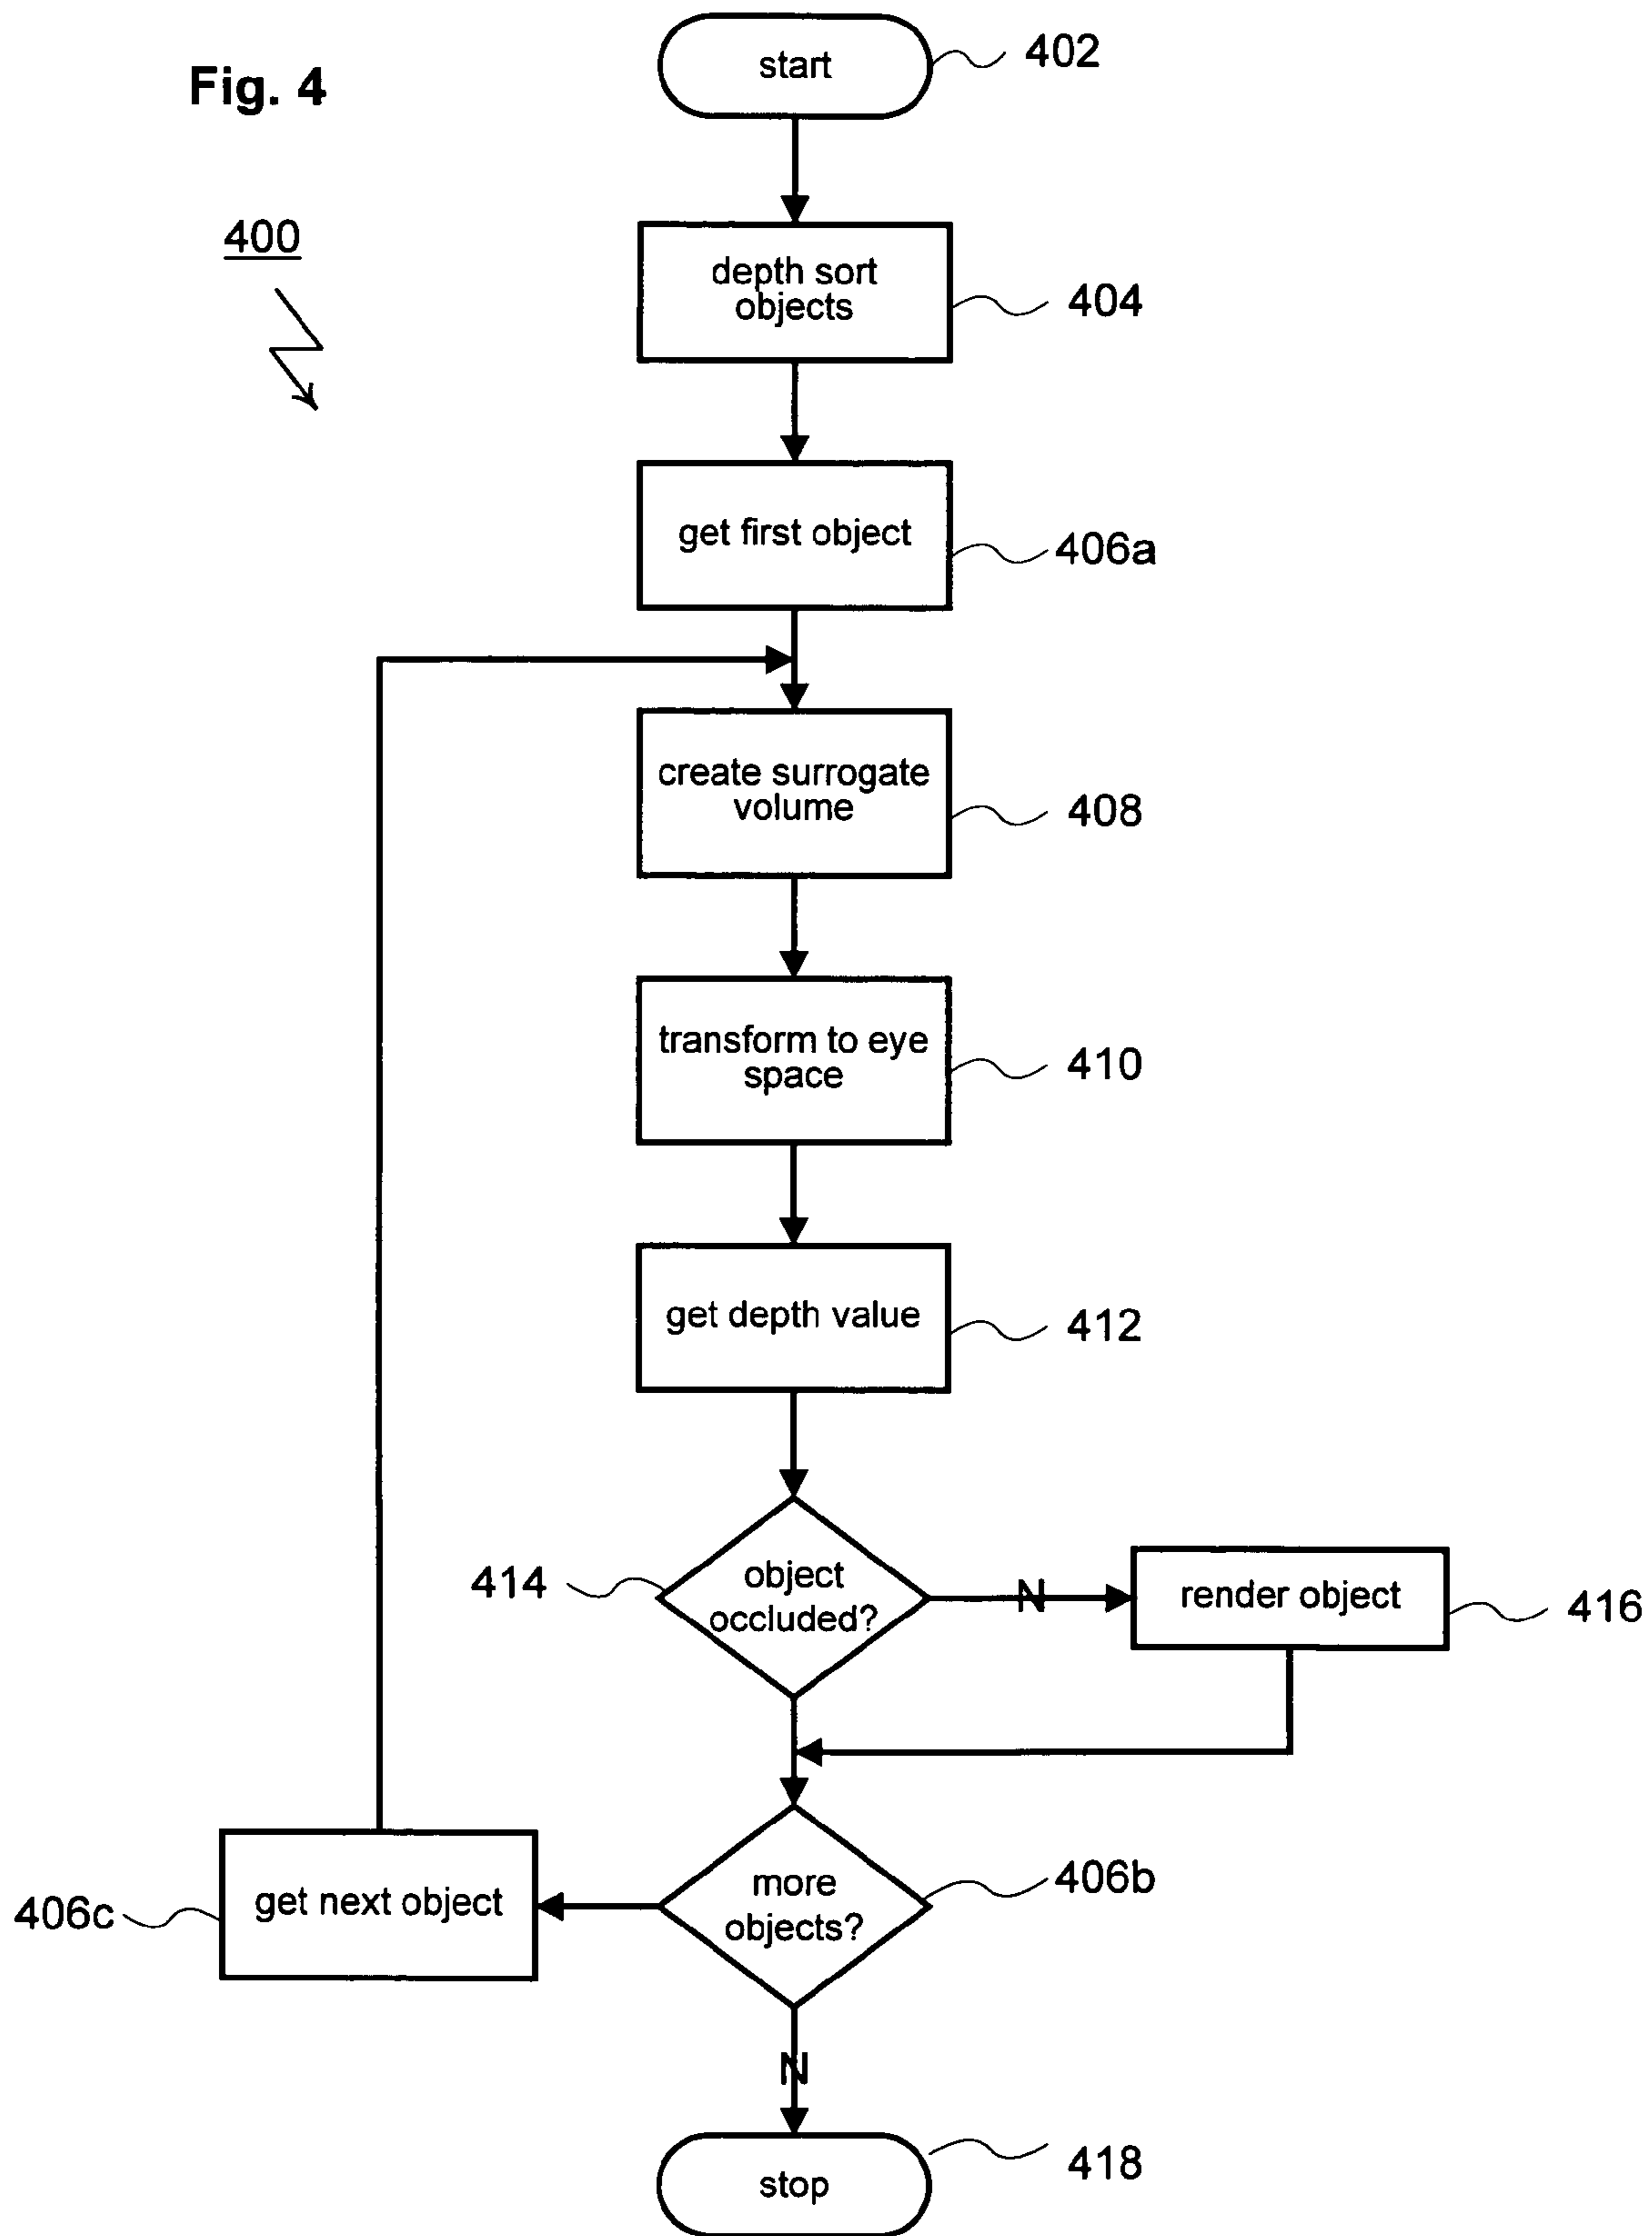 Fig. 4
start
402
400
depth sort
objects
404
get first object
406a
create surrogate
volume
408
transform to eye
space
410
get depth value
412
414
object
occluded?
N
render object
416
406c
get next object
more
objects?
406b
N
stop
418